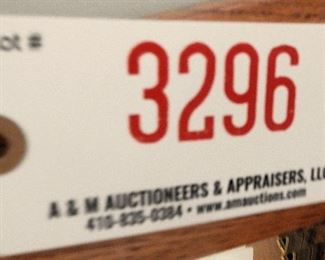 ot #
3296
A & M AUCTIONEERS & APPRAISERS, LLC
410-835-0384 • www.amauctions.com